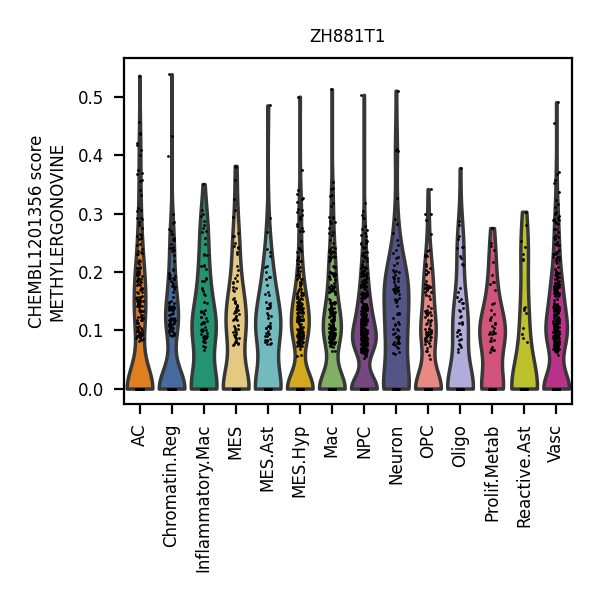 ZH881T1
CHEMBL1201356 score
METHYLERGONOVINE
0.5
0.4
0.3
0.2
0.1
0.0
AC
Chromatin.Reg
Inflammatory.Mac
MES
MES.Ast
MES.Hyp
Mac
NPC
Neuron
OPC
Oligo
Prolif.Metab
Reactive.Ast
Vasc